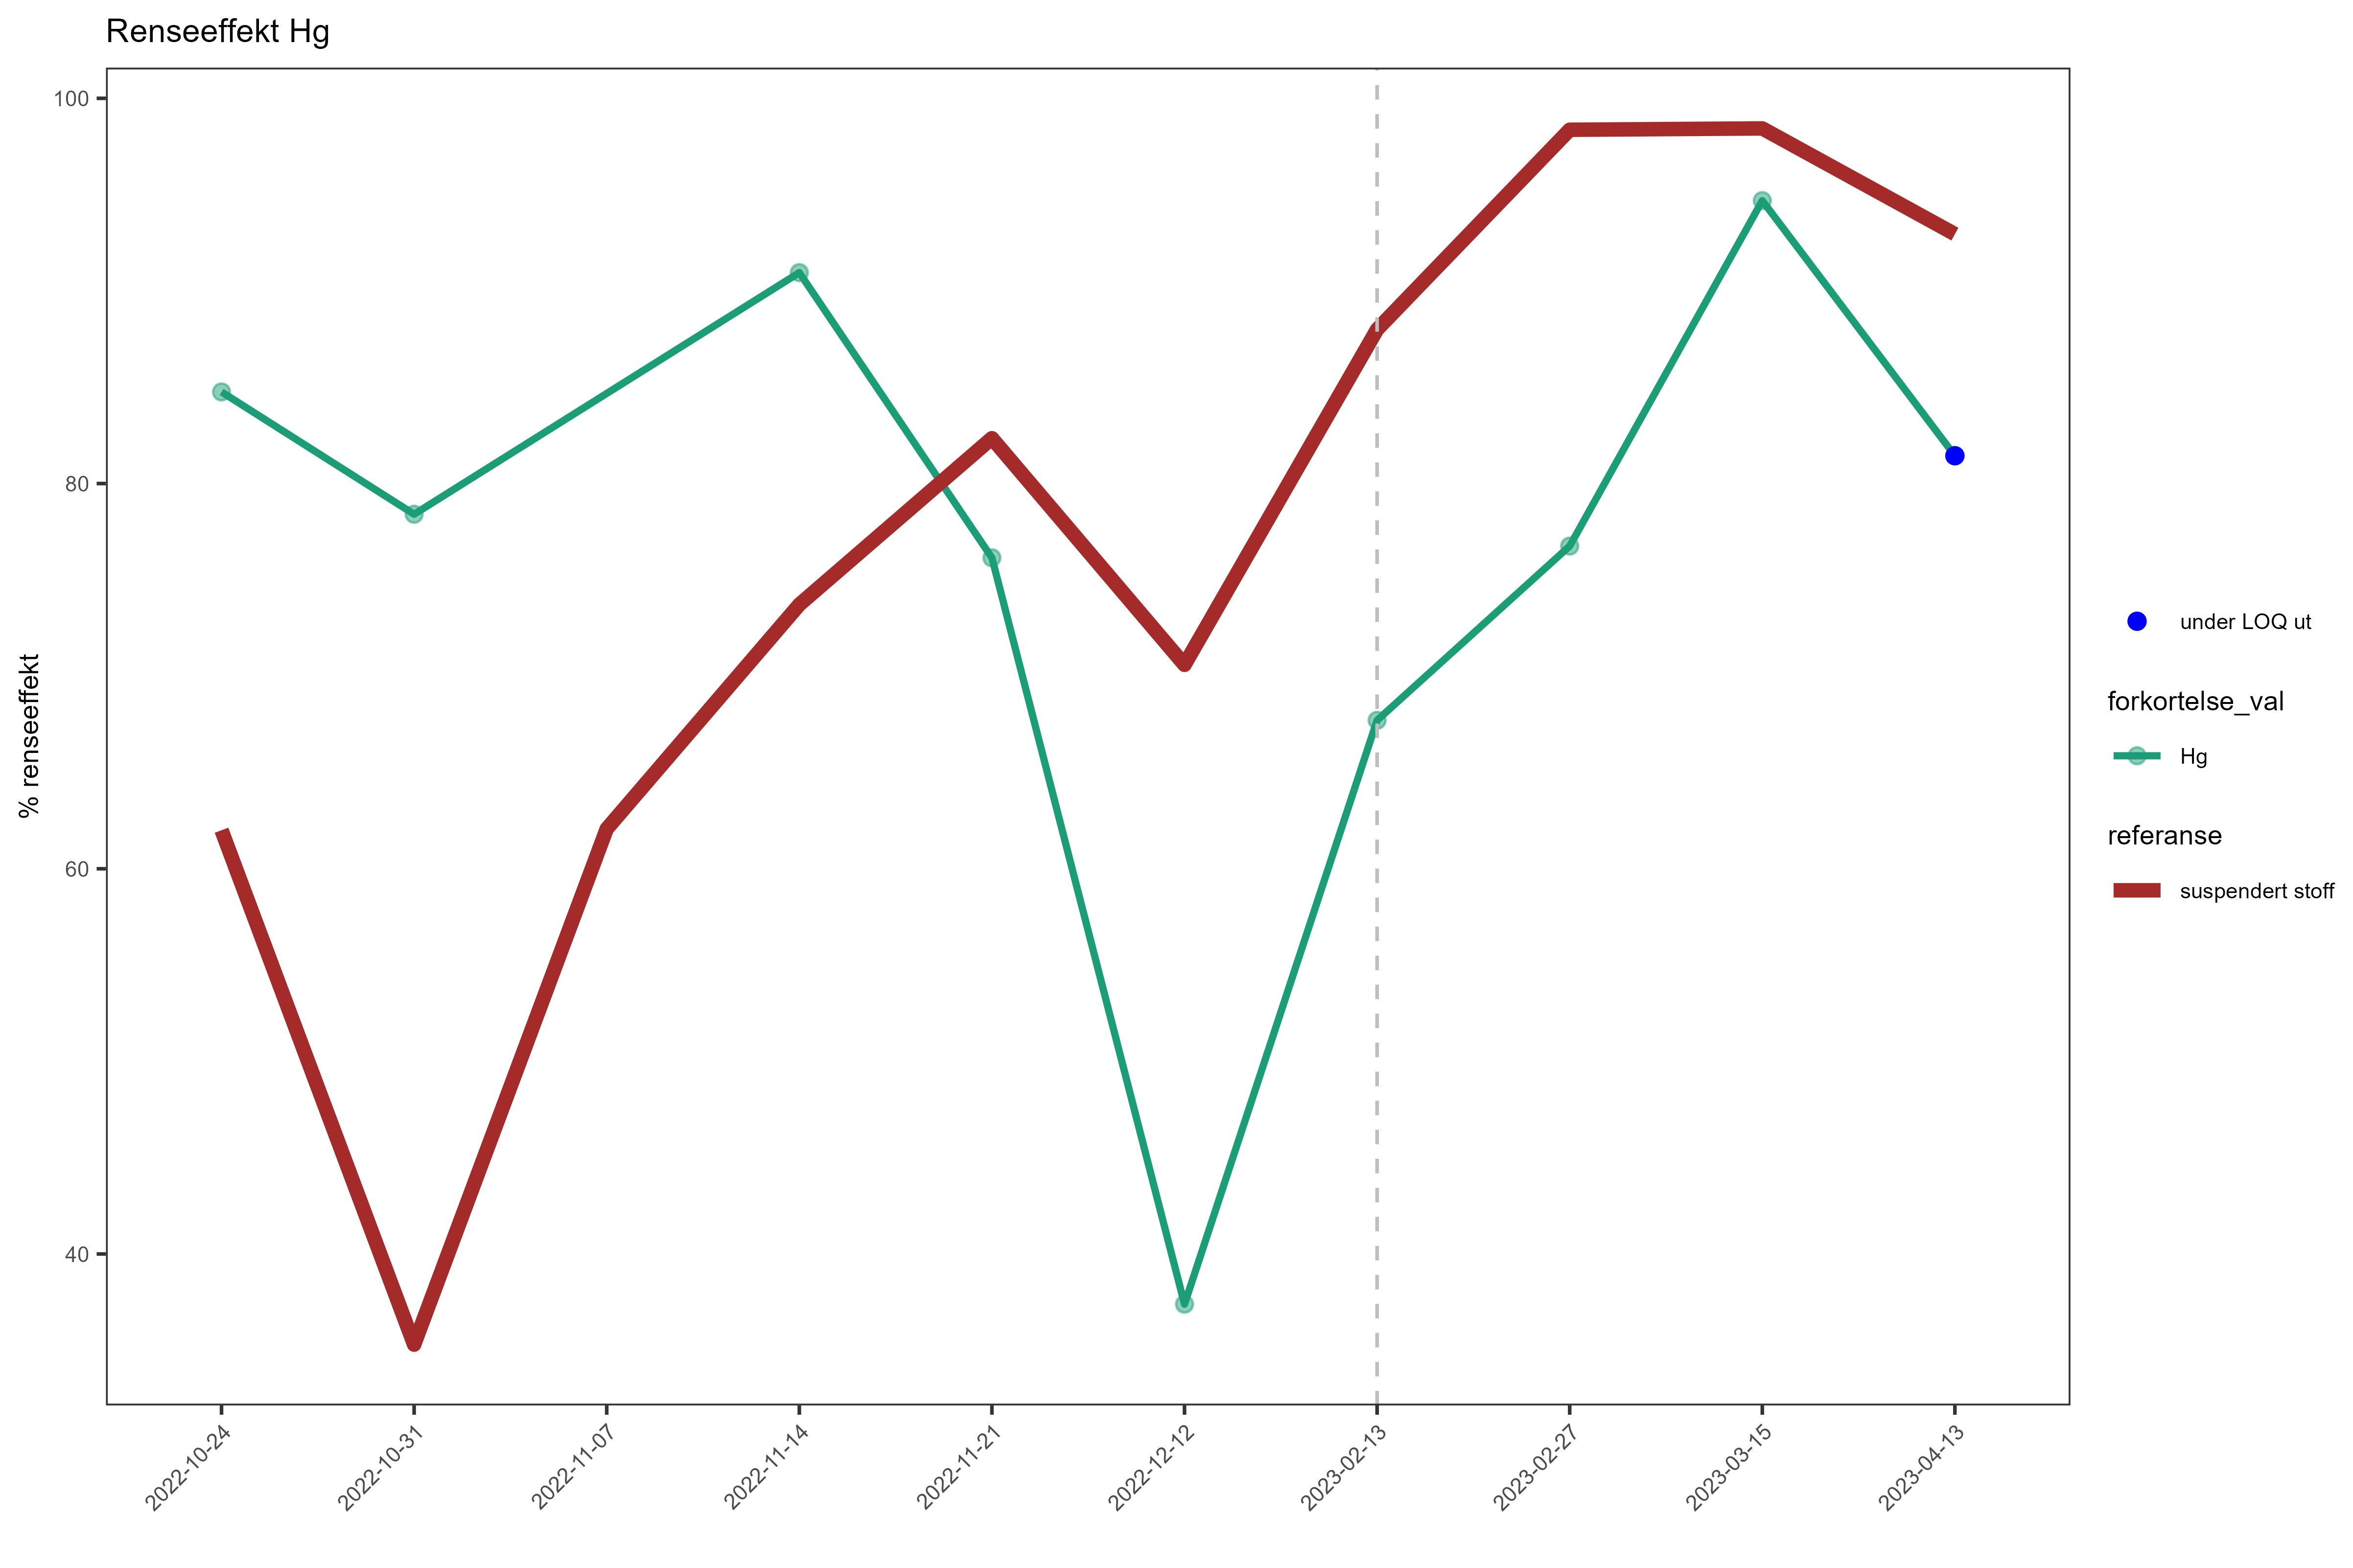 Renseeffekt Hg
% renseeffekt
100
80
60
40
2022-10-24
2022-10-31
2022-11-07
2022-11-14
2022-11-21
2022-12-12
2023-02-13
2023-02-27
2023-03-15
2023-04-13
under LOQ ut
forkortelse_val
Hg
referanse
suspendert stoff